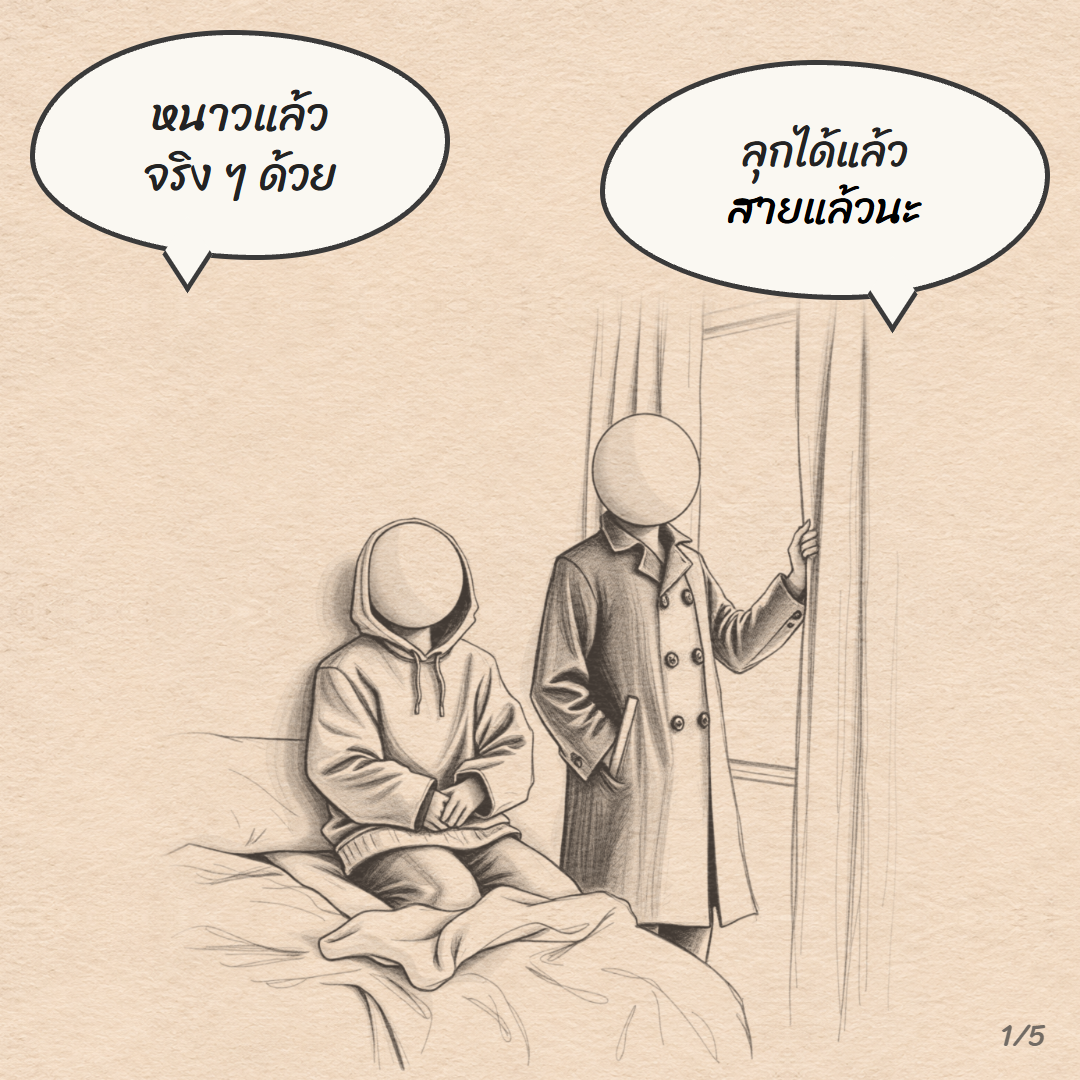 หนาวแล้ว
จริง ๆ ด้วย
ลุกได้แล้ว
สายแล้วนะ
1/5